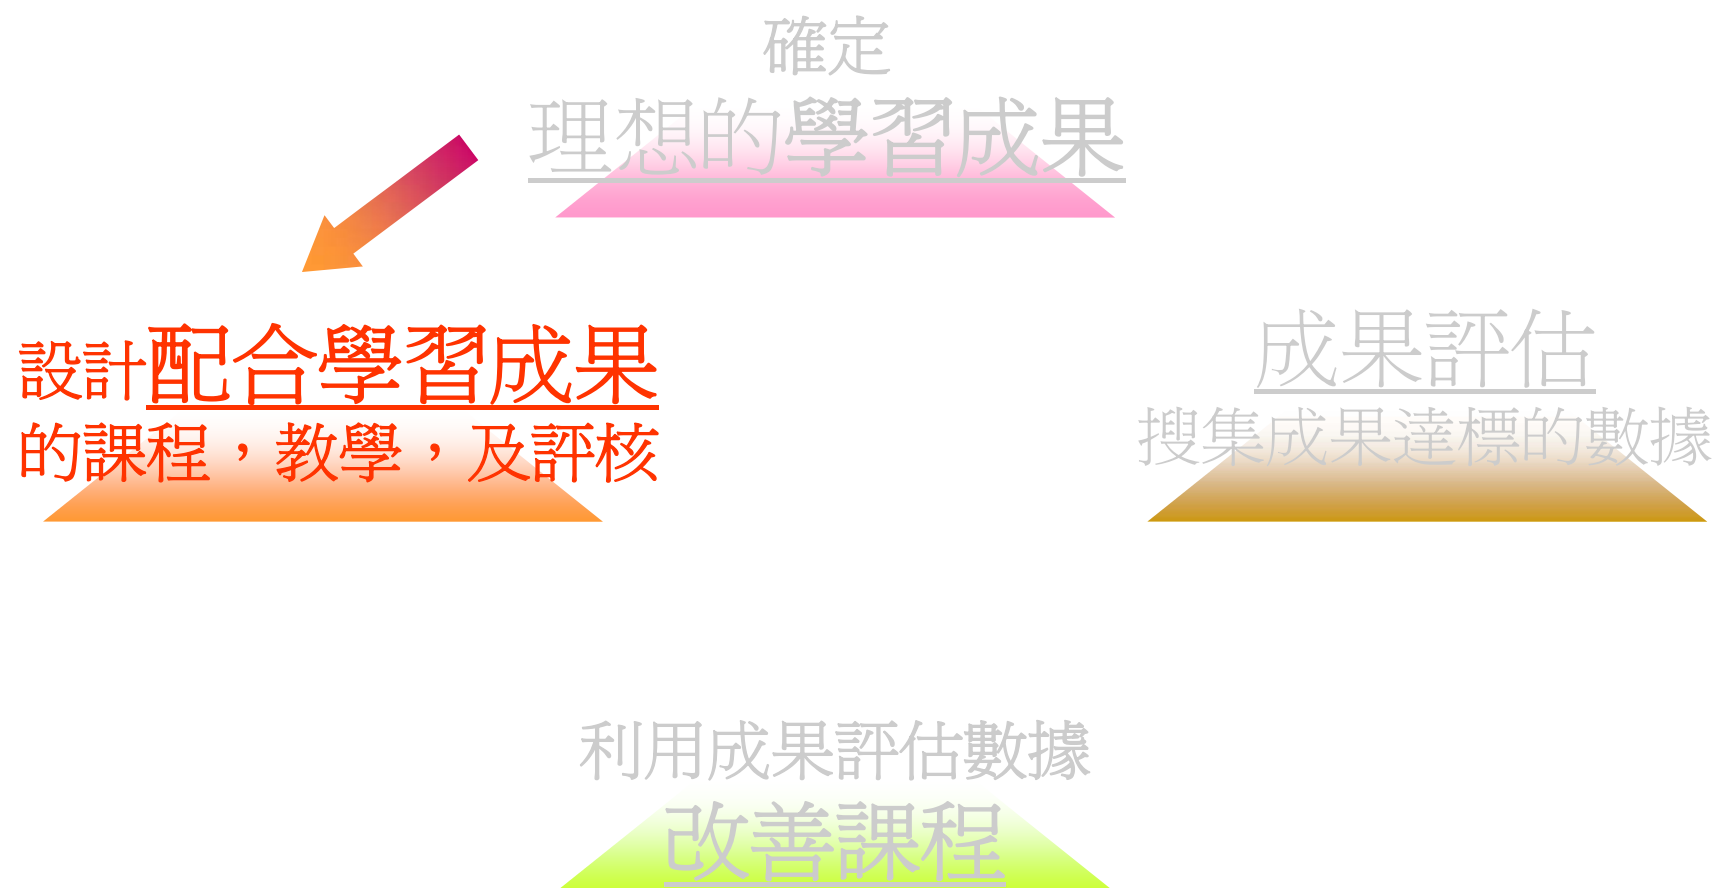 確定
理想的學習成果
設計配合學習成果
的課程，教學，及評核
成果評估
搜集成果達標的數據
利用成果評估數據
改善課程